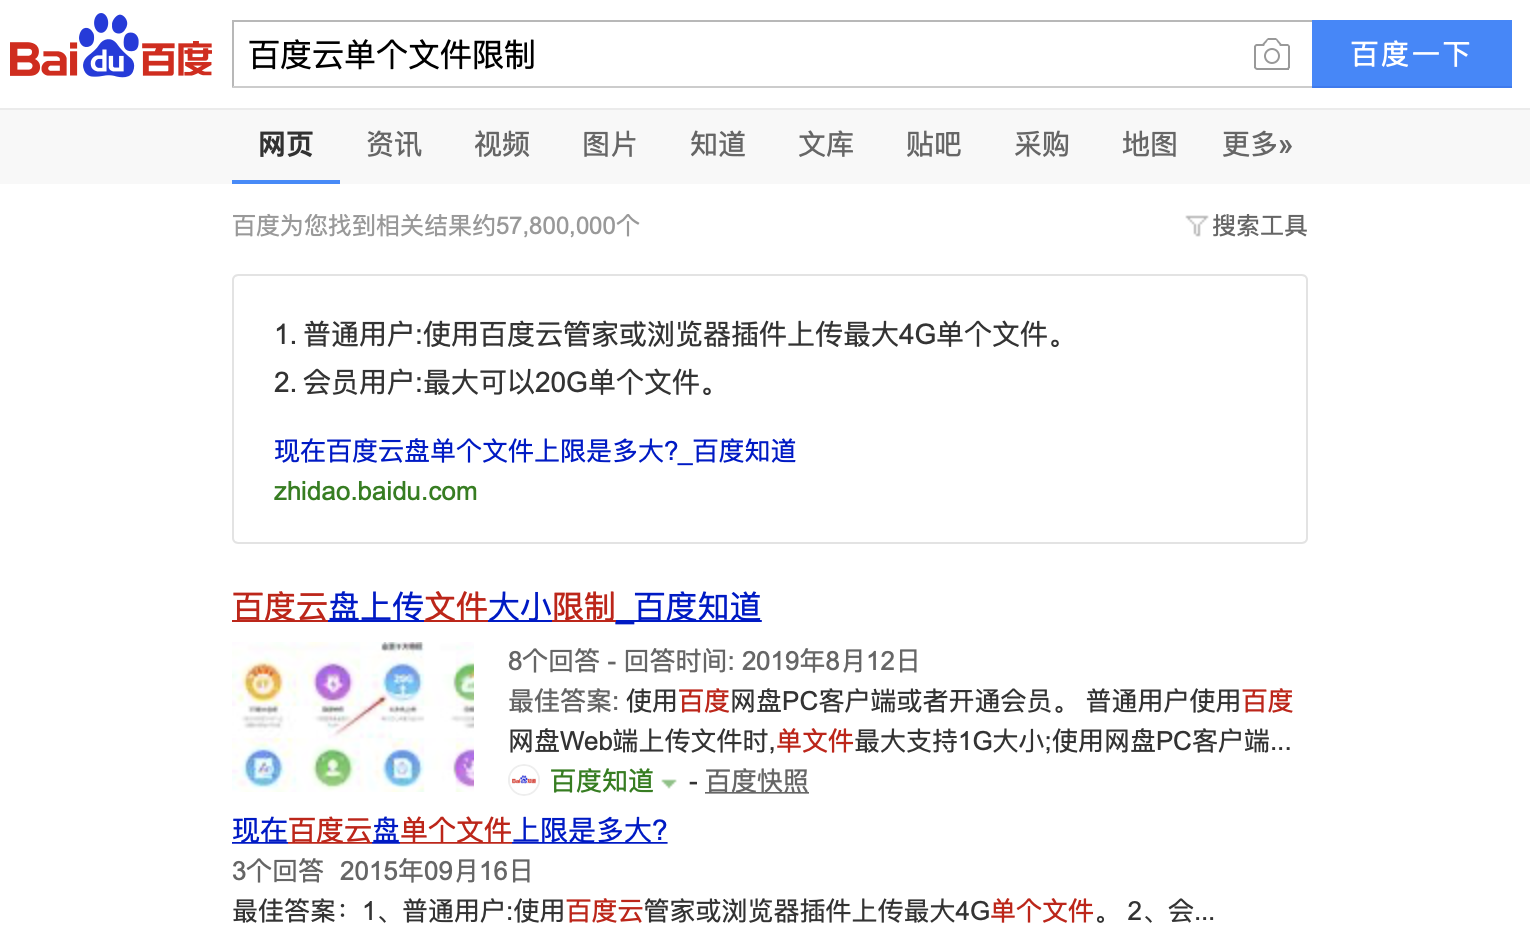 Bai du 百度
百度云单个文件限制
百度一下
网页 资讯 视频 图片 知道 文库 贴吧 采购 地图 更多»
百度为您找到相关结果约57,800,000个
搜索工具
1. 普通用户:使用百度云管家或浏览器插件上传最大4G单个文件。
2. 会员用户:最大可以20G单个文件。
现在百度云盘单个文件上限是多大?_百度知道
zhidao.baidu.com
百度云盘上传文件大小限制_百度知道
8个回答 - 回答时间: 2019年8月12日
最佳答案: 使用百度网盘PC客户端或者开通会员。 普通用户使用百度
网盘Web端上传文件时,单文件最大支持1G大小;使用网盘PC客户端...
百度知道 - 百度快照
现在百度云盘单个文件上限是多大?
3个回答 2015年09月16日
最佳答案：1、普通用户:使用百度云管家或浏览器插件上传最大4G单个文件。 2、会...